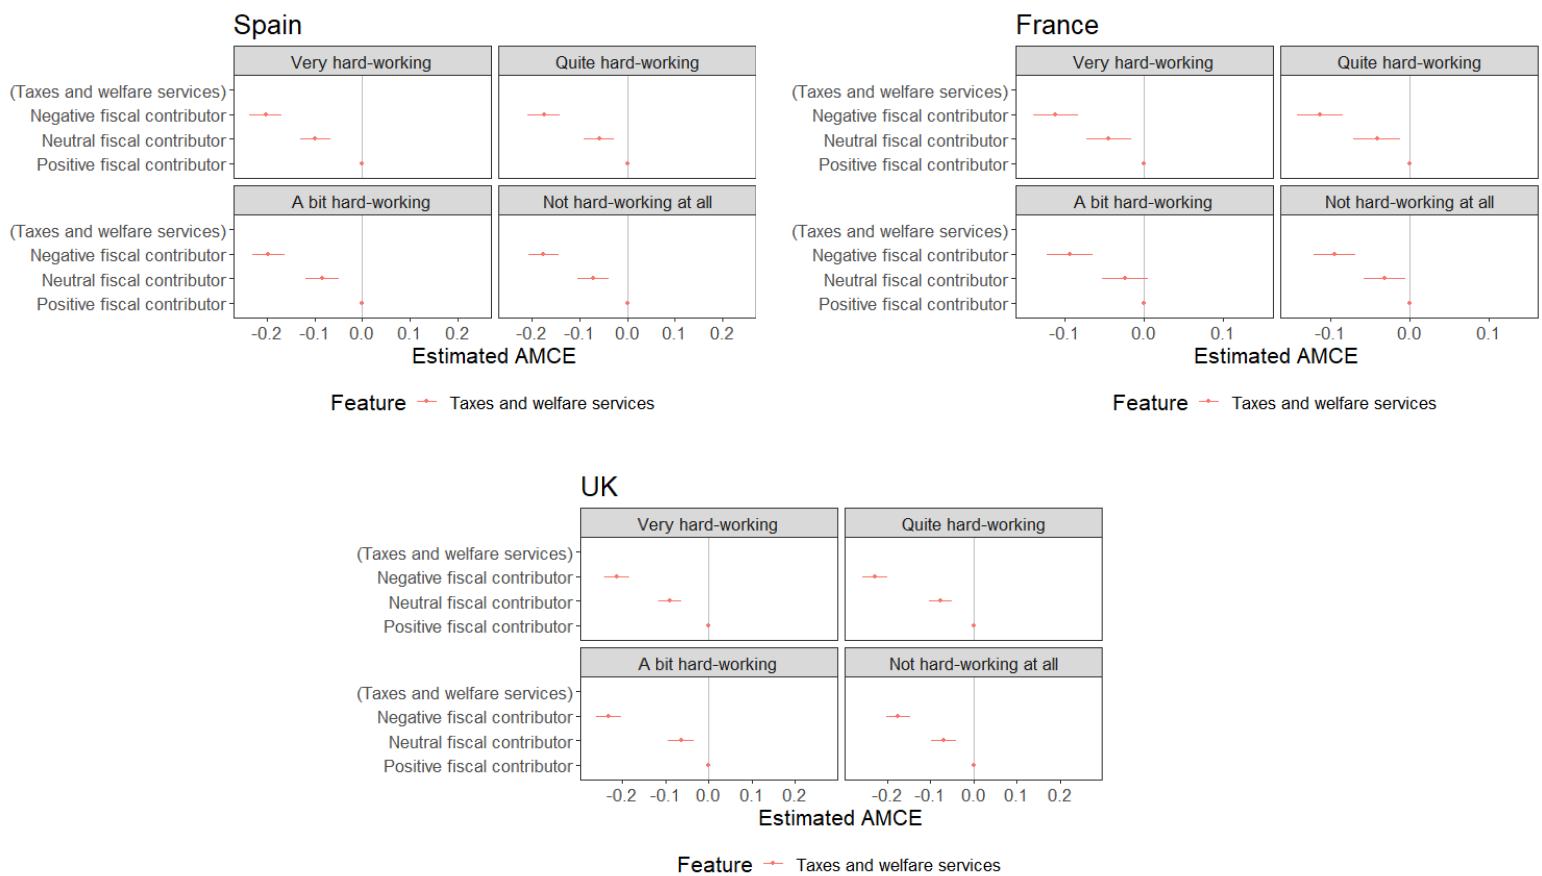 Spain
Very hard-working
Quite hard-working
(Taxes and welfare services)
Negative fiscal contributor
Neutral fiscal contributor
Positive fiscal contributor
A bit hard-working
Not hard-working at all
(Taxes and welfare services)
Negative fiscal contributor
Neutral fiscal contributor
Positive fiscal contributor
-0.2 -0.1 0.0 0.1 0.2
-0.2 -0.1 0.0 0.1 0.2
Estimated AMCE
Feature Taxes and welfare services
France
Very hard-working
Quite hard-working
(Taxes and welfare services)
Negative fiscal contributor
Neutral fiscal contributor
Positive fiscal contributor
A bit hard-working
Not hard-working at all
(Taxes and welfare services)
Negative fiscal contributor
Neutral fiscal contributor
Positive fiscal contributor
-0.1 0.0 0.1
-0.1 0.0 0.1
Estimated AMCE
Feature Taxes and welfare services
UK
Very hard-working
Quite hard-working
(Taxes and welfare services)
Negative fiscal contributor
Neutral fiscal contributor
Positive fiscal contributor
A bit hard-working
Not hard-working at all
(Taxes and welfare services)
Negative fiscal contributor
Neutral fiscal contributor
Positive fiscal contributor
-0.2 -0.1 0.0 0.1 0.2
-0.2 -0.1 0.0 0.1 0.2
Estimated AMCE
Feature Taxes and welfare services